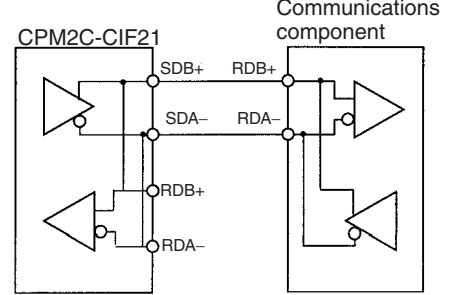 Communications
component
CPM2C-CIF21
SDB+ RDB+
SDA− RDA−
RDB+
RDA−